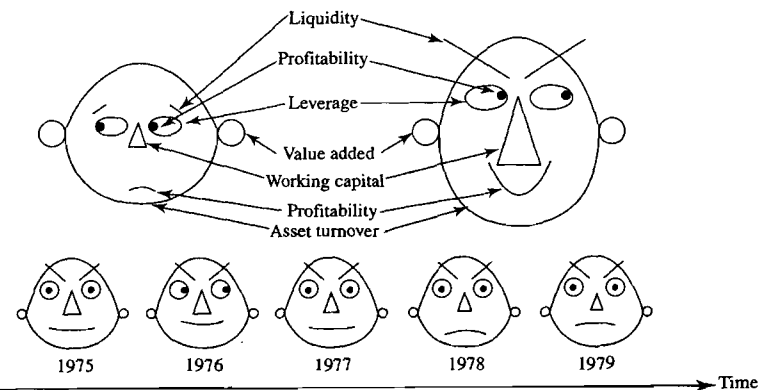 Liquidity
Profitability
Leverage
Value added
Working capital
Profitability
Asset turnover
1975 1976 1977 1978 1979
Time